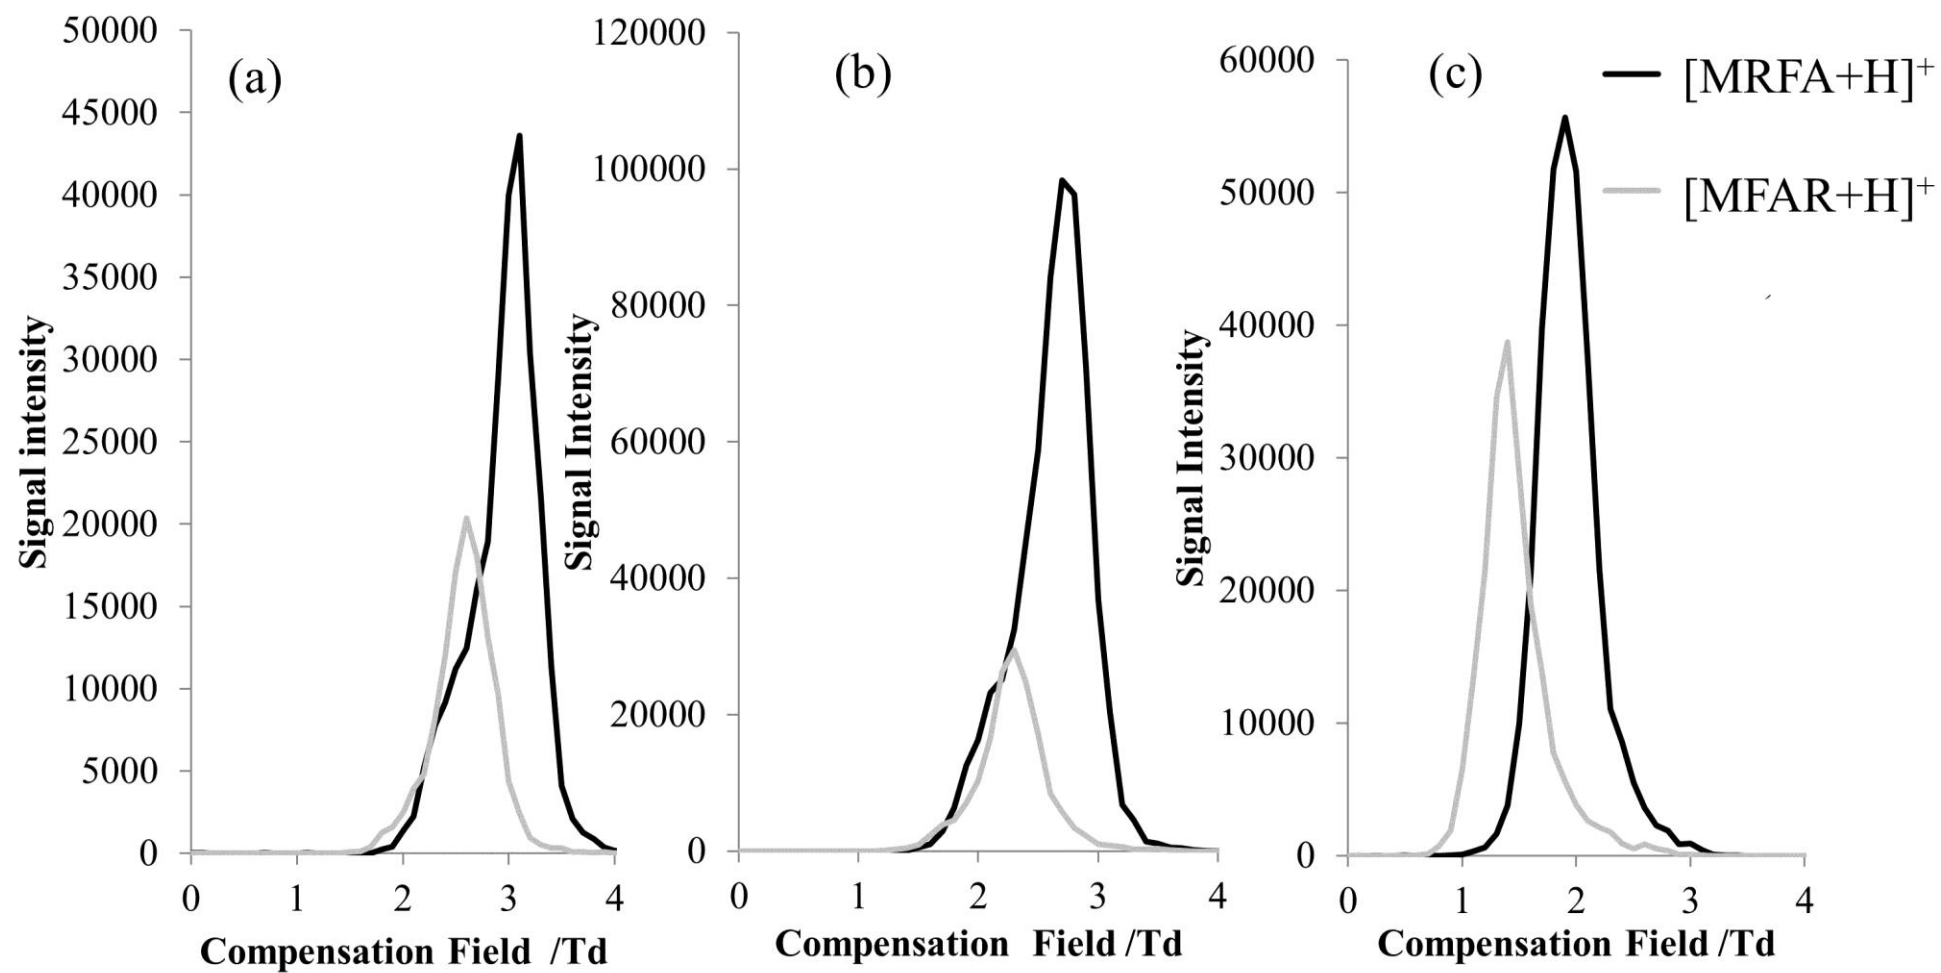 (a)
50000
45000
40000
35000
30000
25000
20000
15000
10000
5000
0
Signal intensity
0 1 2 3 4
Compensation Field /Td
(b)
120000
100000
80000
60000
40000
20000
0
Signal Intensity
0 1 2 3 4
Compensation Field /Td
(c)
60000
50000
40000
30000
20000
10000
0
Signal Intensity
0 1 2 3 4
Compensation Field /Td
[MRFA+H]⁺
[MFAR+H]⁺